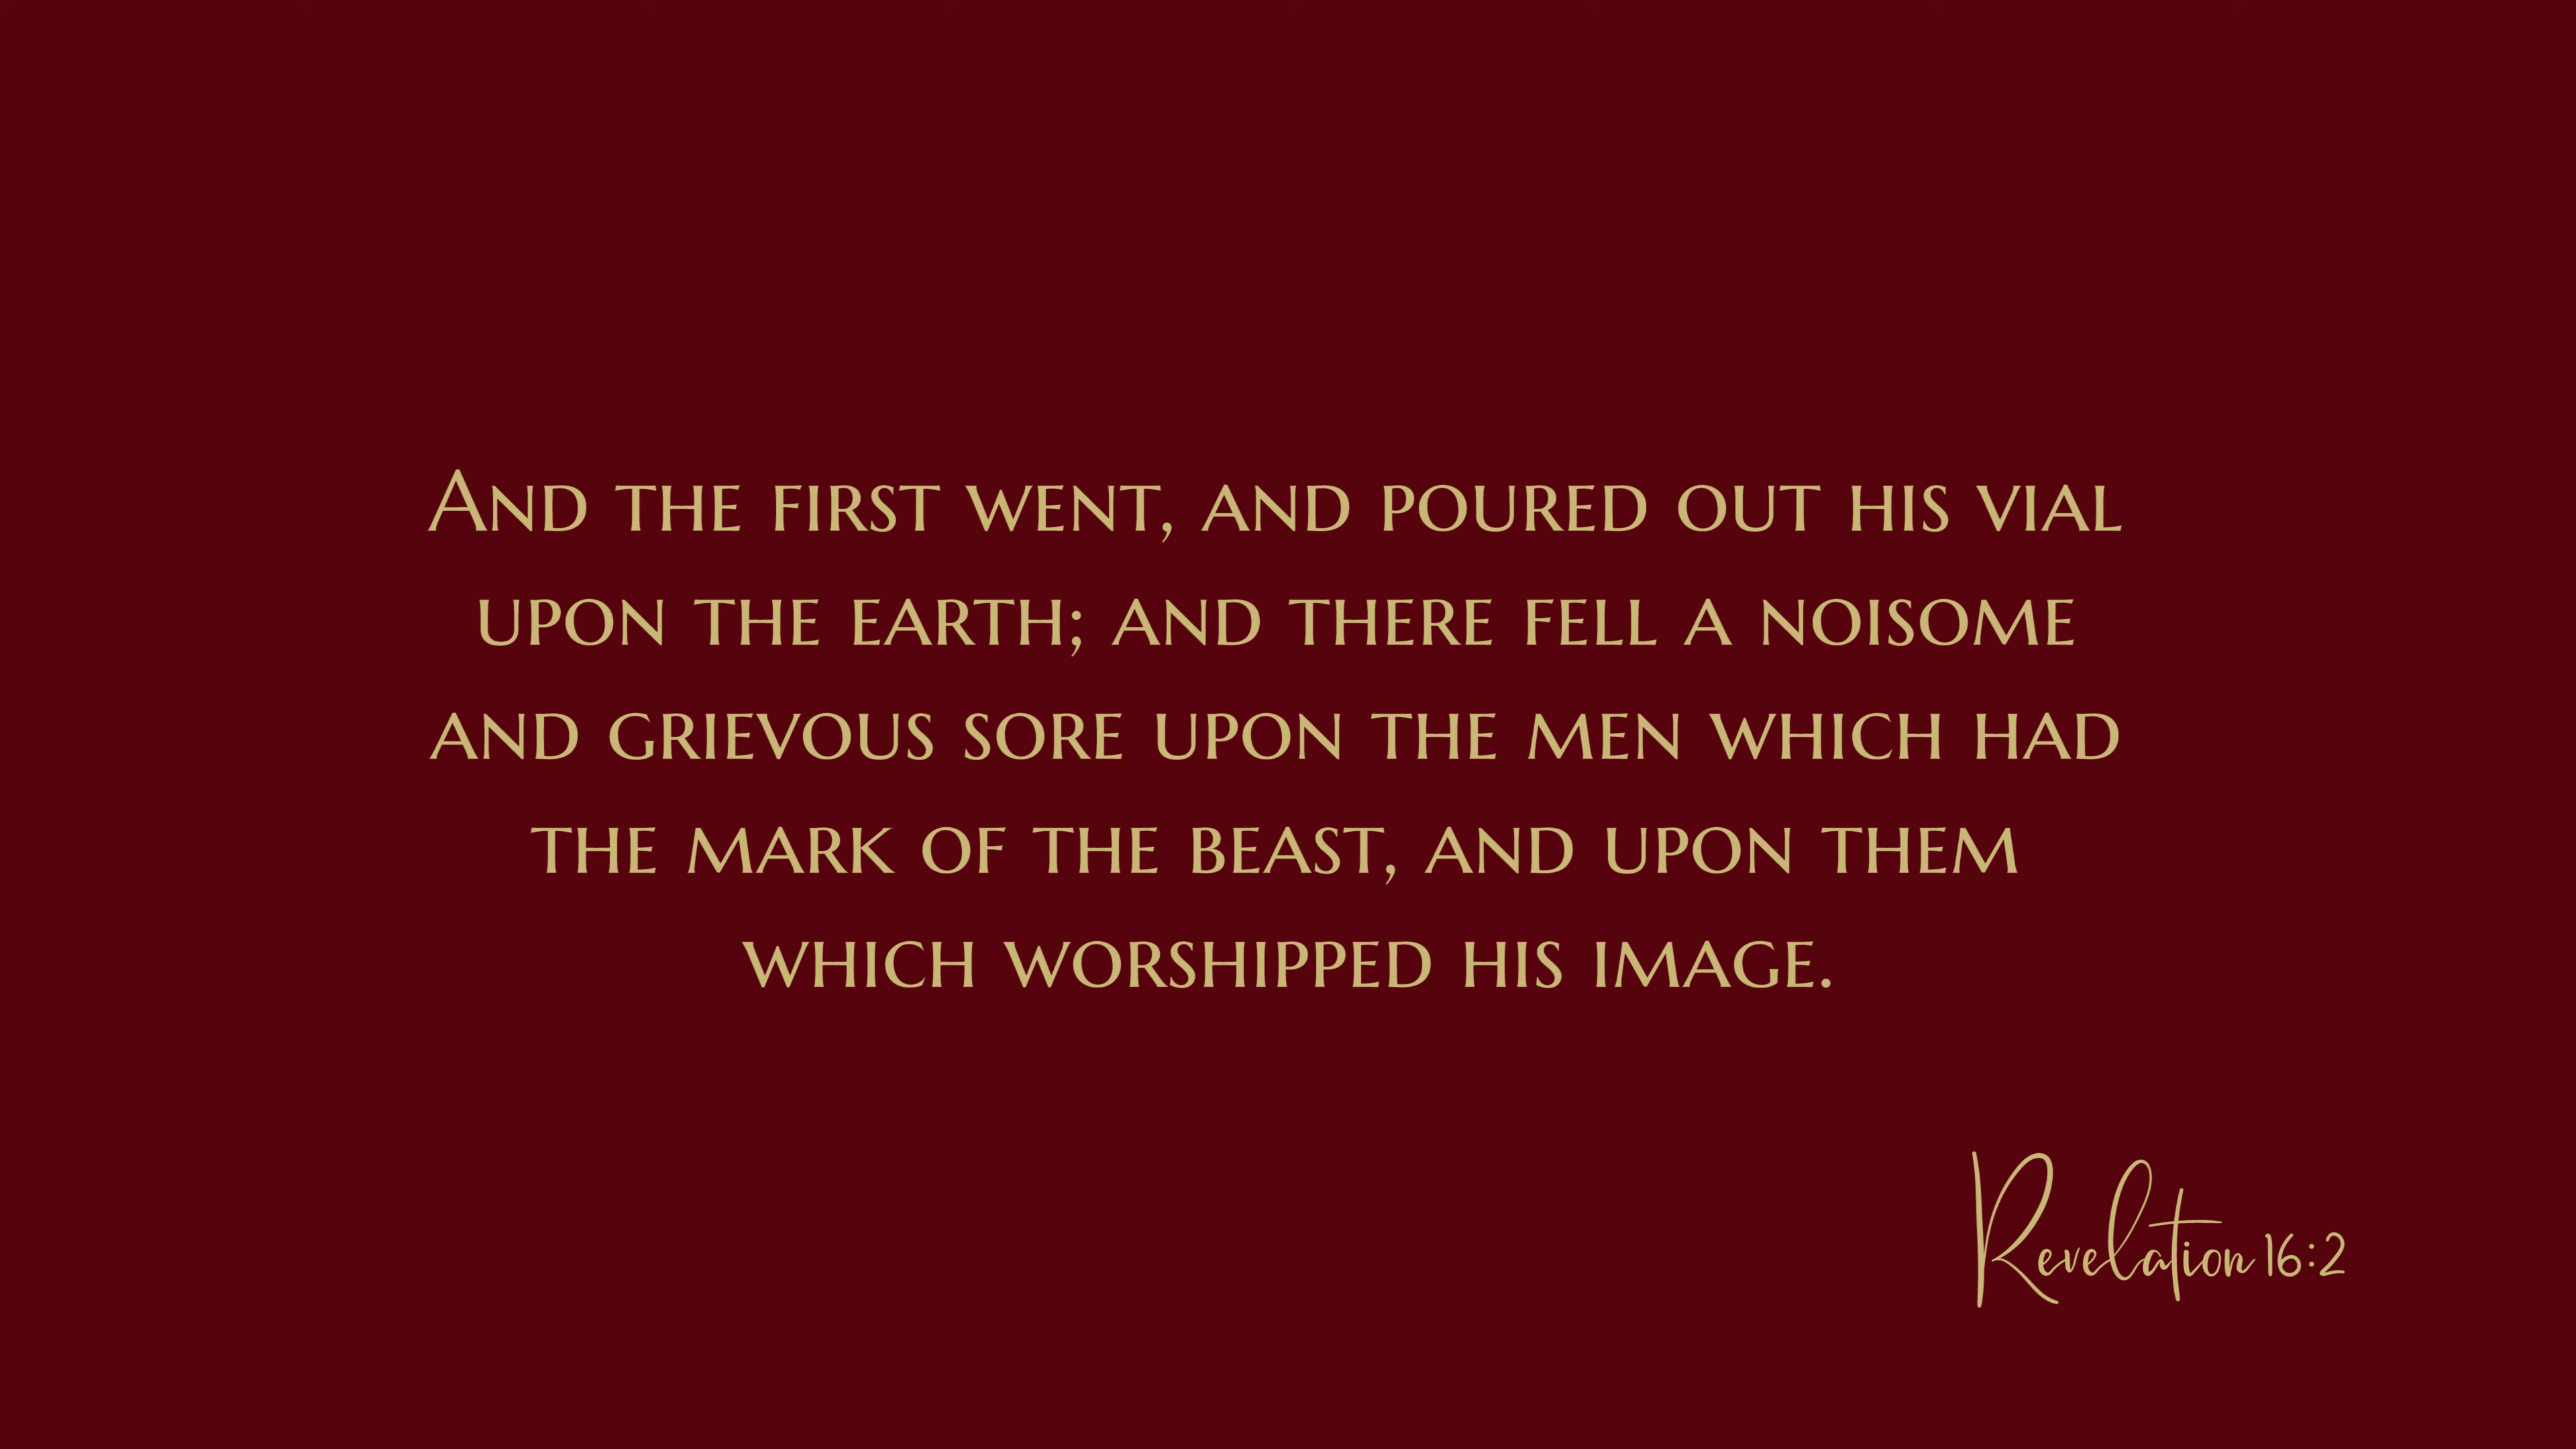 And the first went, and poured out his vial
upon the earth; and there fell a noisome
and grievous sore upon the men which had
the mark of the beast, and upon them
which worshipped his image.
Revelation 16:2